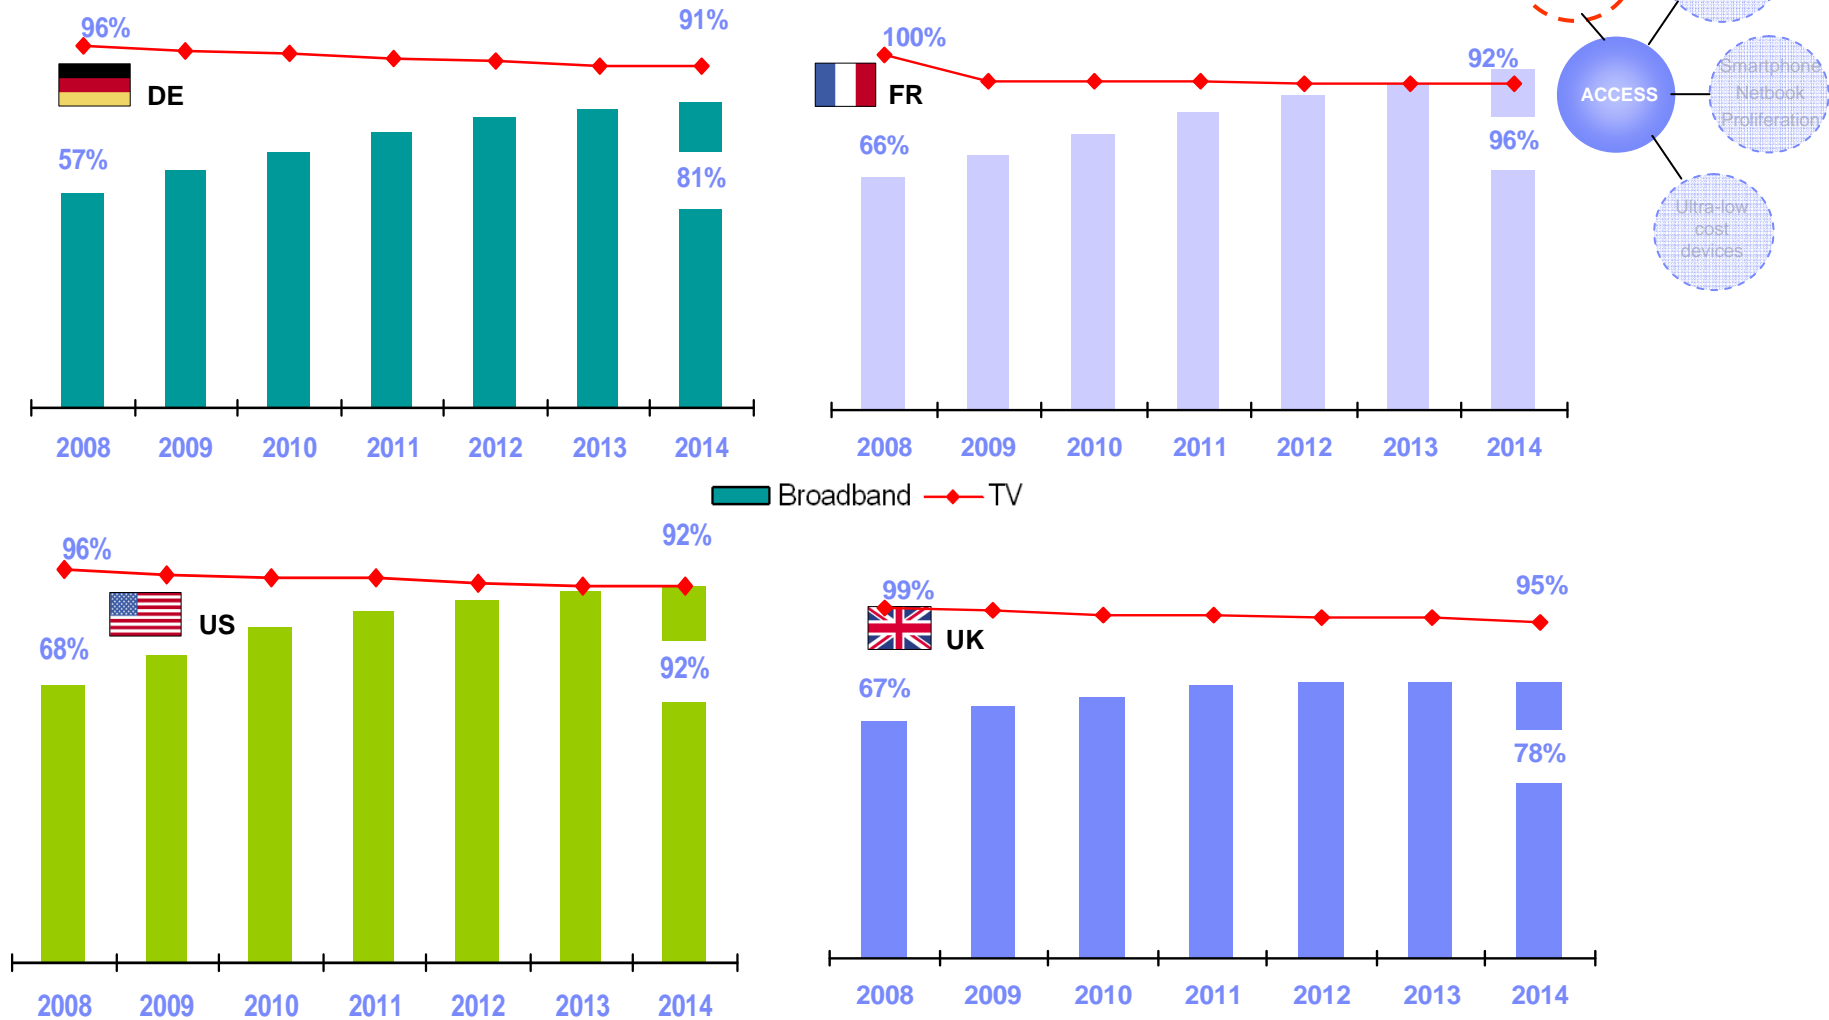 96%
91%
DE
57%
81%
2008 2009 2010 2011 2012 2013 2014
100%
92%
FR
66%
96%
2008 2009 2010 2011 2012 2013 2014
ACCESS
Smartphone
Netbook
Proliferation
Ultra-low
cost
devices
Broadband TV
96%
92%
US
68%
92%
2008 2009 2010 2011 2012 2013 2014
99%
95%
UK
67%
78%
2008 2009 2010 2011 2012 2013 2014